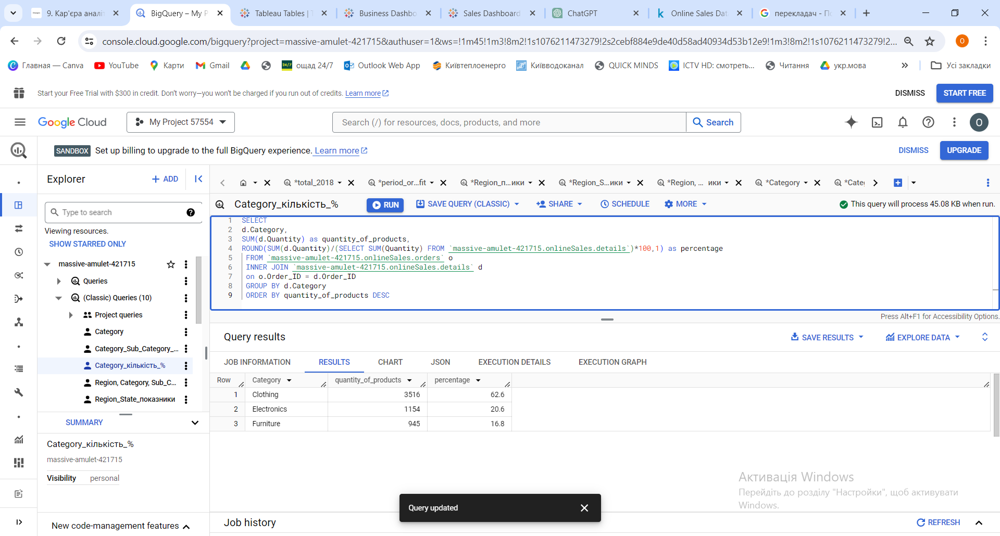 9. Кар'єра аналі
BigQuery – My P
Tableau Tables | T
Business Dashbo
Sales Dashboard
ChatGPT
Online Sales Dat
перекладач - По
console.cloud.google.com/bigquery?project=massive-amulet-421715&authuser=1&ws=!1m45!1m3!8m2!1s1076211473279!2s2cebf884e9de40d58ad40934d53b12e9!1m3!8m2!1s1076211473279!2...
O
Главная — Canva
YouTube
Карти
Gmail
24/7 ощад 24/7
Outlook Web App
Київтеплоенерго
Київводоканал
QUICK MINDS
ICTV HD: смотреть...
Читання
укр.мова
Усі закладки
Start your Free Trial with $300 in credit. Don't worry—you won't be charged if you run out of credits. Learn more
DISMISS
START FREE
Google Cloud
My Project 57554
Search (/) for resources, docs, products, and more
Search
O
SANDBOX Set up billing to upgrade to the full BigQuery experience. Learn more
DISMISS
UPGRADE
Explorer
+ ADD
*total_2018
*period_or...fit
*Region_п...ики
*Region_S...ики
*Region, ... ики
*Category
*Categ
Type to search
Viewing resources.
SHOW STARRED ONLY
massive-amulet-421715
Queries
(Classic) Queries (10)
Project queries
Category
Category_Sub_Category_...
Category_кількість_%
Region, Category, Sub_C...
Region_State_показники
SUMMARY
Category_кількість_%
massive-amulet-421715
Visibility personal
New code-management features
Category_кількість_%
RUN
SAVE QUERY (CLASSIC)
SHARE
SCHEDULE
MORE
This query will process 45.08 KB when run.
1 SELECT
2 d.Category,
3 SUM(d.Quantity) as quantity_of_products,
4 ROUND(SUM(d.Quantity)/(SELECT SUM(Quantity) FROM `massive-amulet-421715.onlineSales.details`)*100,1) as percentage
5 FROM `massive-amulet-421715.onlineSales.orders` o
6 INNER JOIN `massive-amulet-421715.onlineSales.details` d
7 on o.Order_ID = d.Order_ID
8 GROUP BY d.Category
9 ORDER BY quantity_of_products DESC
Press Alt+F1 for Accessibility Options.
Query results
SAVE RESULTS
EXPLORE DATA
JOB INFORMATION
RESULTS
CHART
JSON
EXECUTION DETAILS
EXECUTION GRAPH
Row Category quantity_of_products percentage
1 Clothing 3516 62.6
2 Electronics 1154 20.6
3 Furniture 945 16.8
Активація Windows
Перейдіть до розділу "Настройки", щоб активувати
Windows.
Query updated
Job history
REFRESH